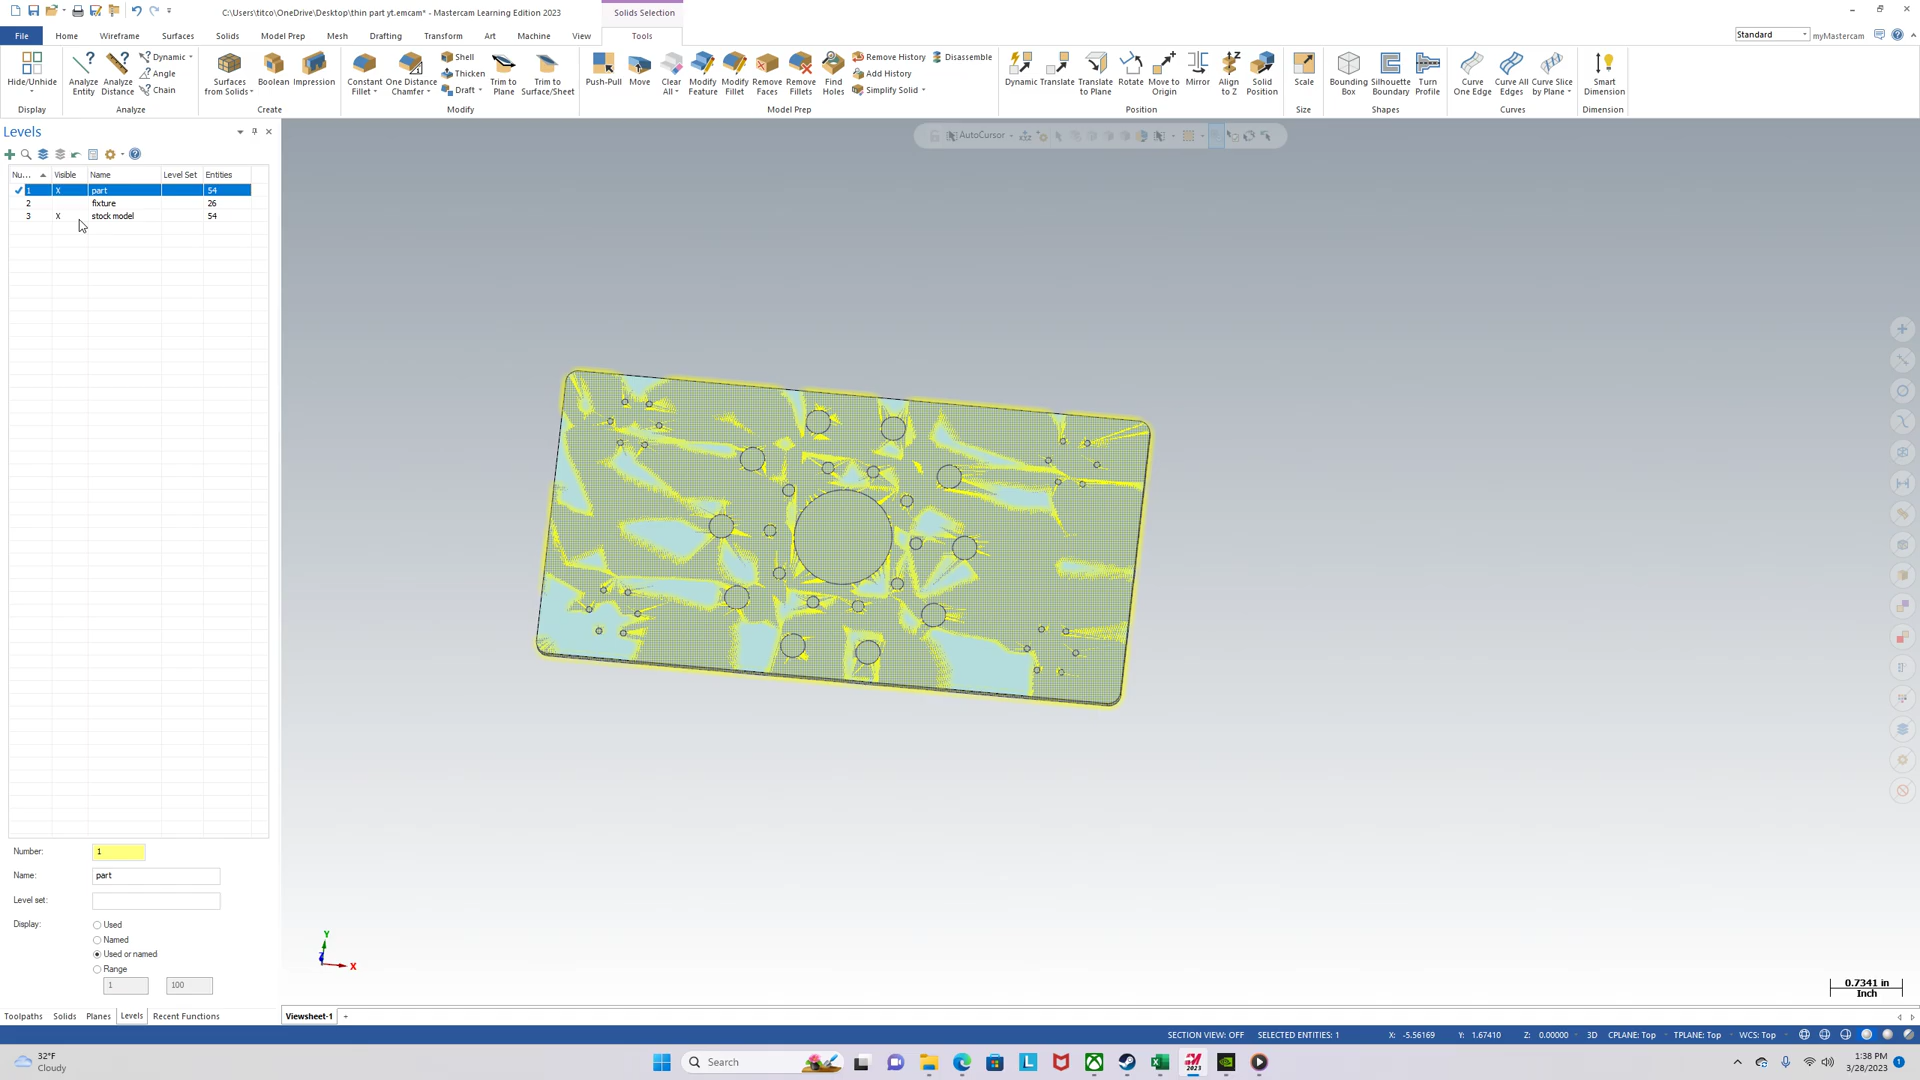 C:\Users\titco\OneDrive\Desktop\thin part yt.emcam* - Mastercam Learning Edition 2023
Solids Selection
File Home Wireframe Surfaces Solids Model Prep Mesh Drafting Transform Art Machine View Tools
Standard myMastercam
Hide/Unhide
Display
Analyze Entity
Analyze Distance
Dynamic
Angle
Chain
Analyze
Surfaces from Solids
Boolean
Impression
Create
Constant Fillet
One Distance Chamfer
Shell
Thicken
Draft
Trim to Plane
Trim to Surface/Sheet
Modify
Push-Pull
Move
Clear All
Modify Feature
Modify Fillet
Remove Faces
Remove Fillets
Find Holes
Remove History
Add History
Simplify Solid
Disassemble
Model Prep
Dynamic
Translate
Translate to Plane
Rotate
Move to Origin
Mirror
Align to Z
Solid Position
Position
Scale
Size
Bounding Box
Silhouette Boundary
Turn Profile
Shapes
Curve One Edge
Curve All Edges
Curve Slice by Plane
Curves
Smart Dimension
Dimension
Levels
AutoCursor
Nu... Visible Name Level Set Entities
1 X part 54
2 fixture 26
3 X stock model 54
Number: 1
Name: part
Level set:
Display: Used
Named
Used or named
Range
1 100
Y
X
0.7341 in
Inch
Toolpaths Solids Planes Levels Recent Functions
Viewsheet-1 +
SECTION VIEW: OFF SELECTED ENTITIES: 1 X: -5.56169 Y: 1.67410 Z: 0.00000 3D CPLANE: Top TPLANE: Top WCS: Top
32°F
Cloudy
Search
2023
1:38 PM
3/28/2023
1